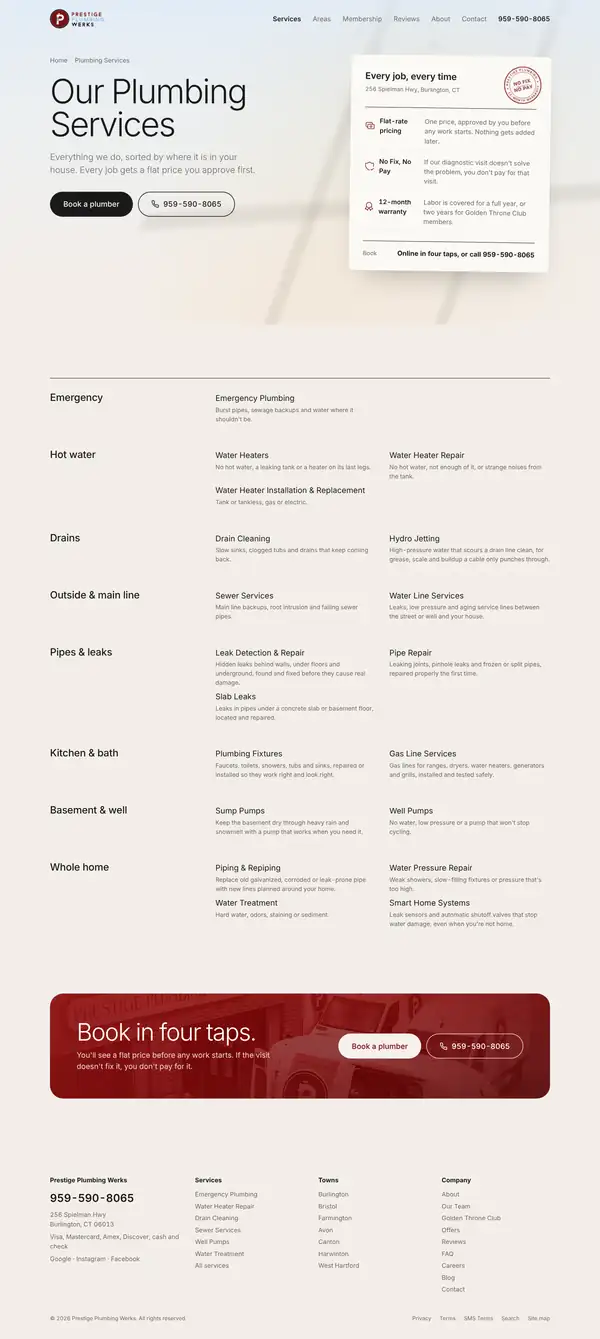 PRESTIGE
PLUMBING
WERKS
Services
Areas
Membership
Reviews
About
Contact
959-590-8065
Home
Plumbing Services
Our Plumbing
Services
Everything we do, sorted by where it is in your
house. Every job gets a flat price you approve first.
Book a plumber
959-590-8065
Every job, every time
256 Spielman Hwy, Burlington, CT
NO FIX
NO PAY
Flat-rate
pricing
One price, approved by you before
any work starts. Nothing gets added
later.
No Fix, No
Pay
If our diagnostic visit doesn't solve
the problem, you don't pay for that
visit.
12-month
warranty
Labor is covered for a full year, or
two years for Golden Throne Club
members.
Book
Online in four taps, or call 959-590-8065
Emergency
Emergency Plumbing
Burst pipes, sewage backups and water where it
shouldn't be.
Hot water
Water Heaters
No hot water, a leaking tank or a heater on its last legs.
Water Heater Repair
No hot water, not enough of it, or strange noises from
the tank.
Water Heater Installation & Replacement
Tank or tankless, gas or electric.
Drains
Drain Cleaning
Slow sinks, clogged tubs and drains that keep coming
back.
Hydro Jetting
High-pressure water that scours a drain line clean, for
grease, scale and buildup a cable only punches through.
Outside & main line
Sewer Services
Main line backups, root intrusion and failing sewer
pipes.
Water Line Services
Leaks, low pressure and aging service lines between
the street or well and your house.
Pipes & leaks
Leak Detection & Repair
Hidden leaks behind walls, under floors and
underground, found and fixed before they cause real
damage.
Pipe Repair
Leaking joints, pinhole leaks and frozen or split pipes,
repaired properly the first time.
Slab Leaks
Leaks in pipes under a concrete slab or basement floor,
located and repaired.
Kitchen & bath
Plumbing Fixtures
Faucets, toilets, showers, tubs and sinks, repaired or
installed so they work right and look right.
Gas Line Services
Gas lines for ranges, dryers, water heaters, generators
and grills, installed and tested safely.
Basement & well
Sump Pumps
Keep the basement dry through heavy rain and
snowmelt with a pump that works when you need it.
Well Pumps
No water, low pressure or a pump that won't stop
cycling.
Whole home
Piping & Repiping
Replace old galvanized, corroded or leak-prone pipe
with new lines planned around your home.
Water Pressure Repair
Weak showers, slow-filling fixtures or pressure that's
too high.
Water Treatment
Hard water, odors, staining or sediment.
Smart Home Systems
Leak sensors and automatic shutoff valves that stop
water damage, even when you're not home.
Book in four taps.
You'll see a flat price before any work starts. If the visit
doesn't fix it, you don't pay for it.
Book a plumber
959-590-8065
Prestige Plumbing Werks
959-590-8065
256 Spielman Hwy
Burlington, CT 06013
Visa, Mastercard, Amex, Discover, cash and
check
Google · Instagram · Facebook
Services
Emergency Plumbing
Water Heater Repair
Drain Cleaning
Sewer Services
Well Pumps
Water Treatment
All services
Towns
Burlington
Bristol
Farmington
Avon
Canton
Harwinton
West Hartford
Company
About
Our Team
Golden Throne Club
Offers
Reviews
FAQ
Careers
Blog
Contact
© 2026 Prestige Plumbing Werks. All rights reserved
Privacy
Terms
SMS Terms
Search
Site map